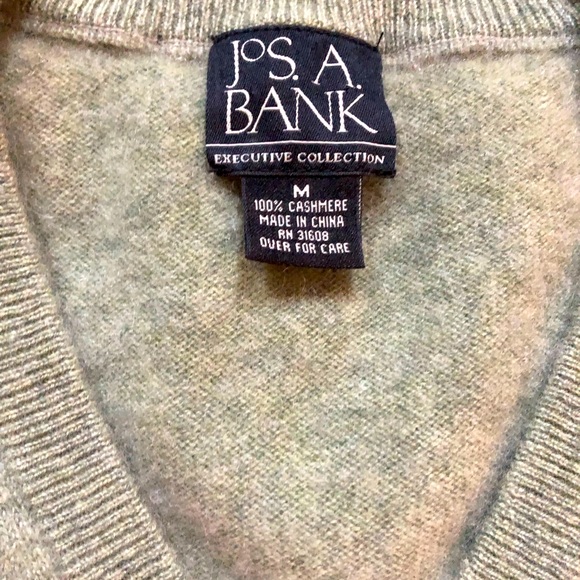 JOS. A.
BANK
EXECUTIVE COLLECTION
M
100% CASHMERE
MADE IN CHINA
RN 31608
OVER FOR CARE